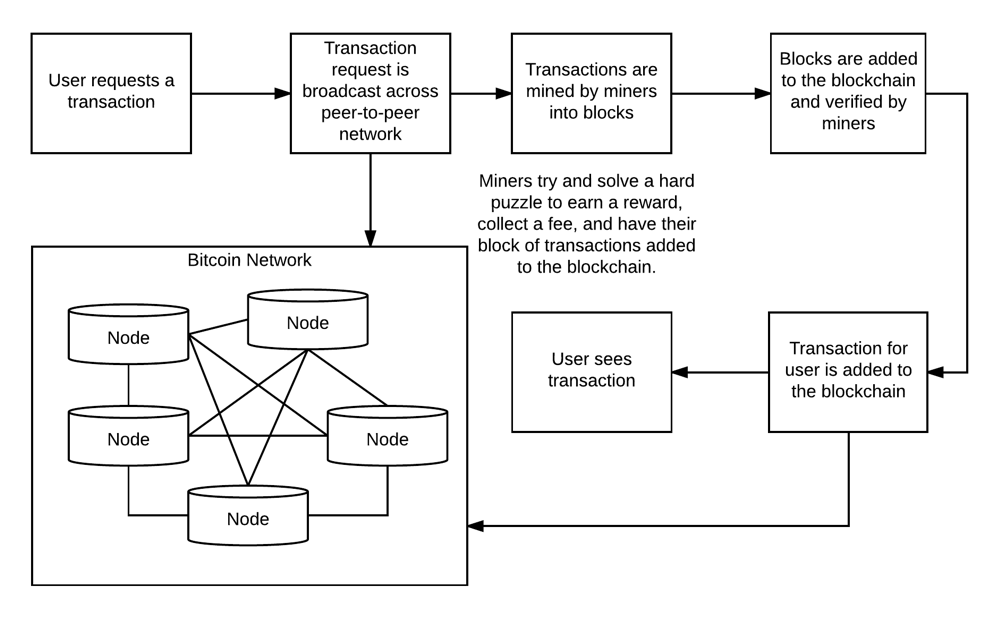 User requests a
transaction
Transaction
request is
broadcast across
peer-to-peer
network
Transactions are
mined by miners
into blocks
Blocks are added
to the blockchain
and verified by
miners
Miners try and solve a hard
puzzle to earn a reward,
collect a fee, and have their
block of transactions added
to the blockchain.
Bitcoin Network
Node
Node
Node
Node
Node
User sees
transaction
Transaction for
user is added to
the blockchain